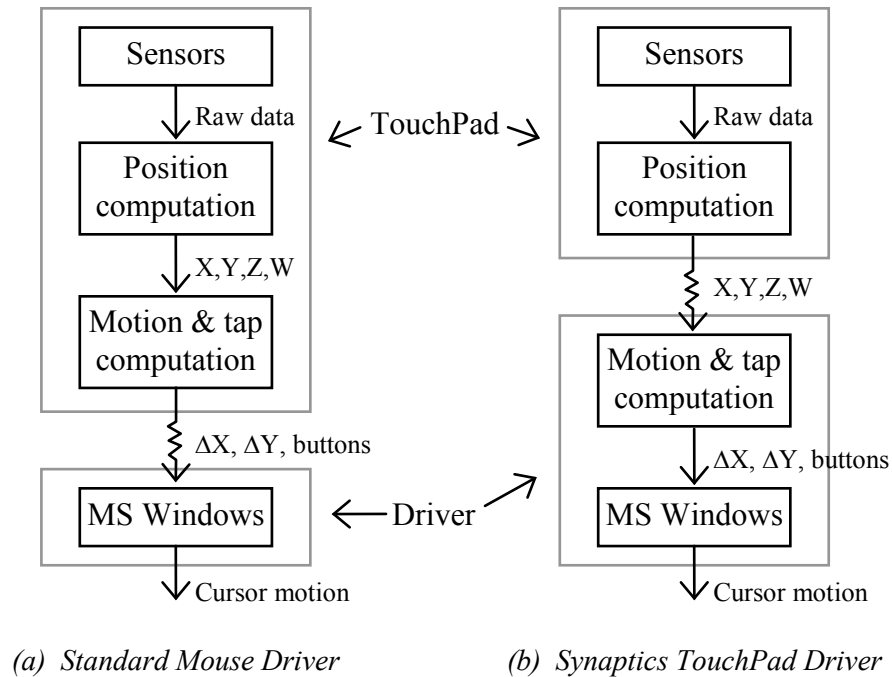 Sensors
Raw data
Position
computation
X,Y,Z,W
Motion & tap
computation
ΔX, ΔY, buttons
MS Windows
Cursor motion
TouchPad
Driver
Sensors
Raw data
Position
computation
X,Y,Z,W
Motion & tap
computation
ΔX, ΔY, buttons
MS Windows
Cursor motion
(a) Standard Mouse Driver
(b) Synaptics TouchPad Driver